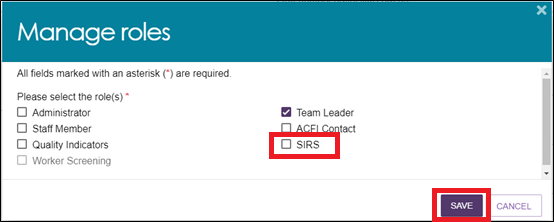 Manage roles
All fields marked with an asterisk (*) are required.
Please select the role(s) *
Administrator
Team Leader
Staff Member
ACFI Contact
Quality Indicators
SIRS
Worker Screening
SAVE
CANCEL